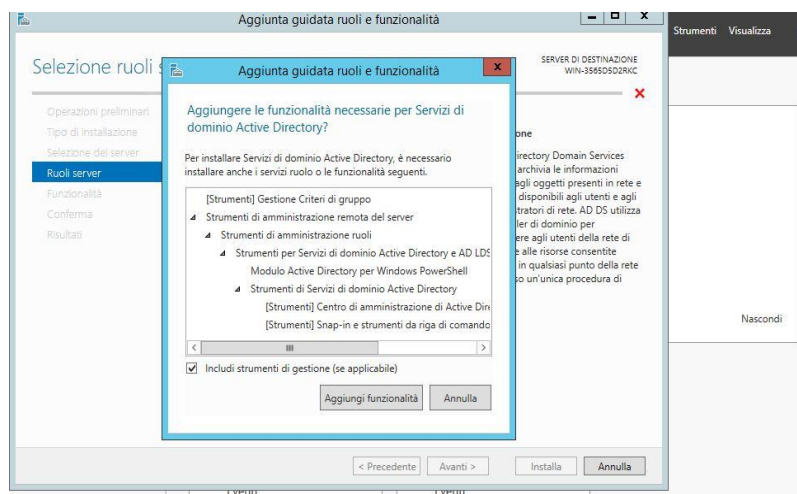 Aggiunta guidata ruoli e funzionalità
Strumenti Visualizza
Selezione ruoli
SERVER DI DESTINAZIONE
WIN-3565D5D2RKC
Operazioni preliminari
Tipo di installazione
Selezione dei server
Ruoli server
Funzionalità
Conferma
Risultati
Aggiunta guidata ruoli e funzionalità
Aggiungere le funzionalità necessarie per Servizi di
dominio Active Directory?
Per installare Servizi di dominio Active Directory, è necessario
installare anche i servizi ruolo o le funzionalità seguenti.
[Strumenti] Gestione Criteri di gruppo
Strumenti di amministrazione remota del server
Strumenti di amministrazione ruoli
Strumenti per Servizi di dominio Active Directory e AD LDS
Modulo Active Directory per Windows PowerShell
Strumenti di Servizi di dominio Active Directory
[Strumenti] Centro di amministrazione di Active Dire
[Strumenti] Snap-in e strumenti da riga di comando
Includi strumenti di gestione (se applicabile)
Aggiungi funzionalità
Annulla
one
irectory Domain Services
archivia le informazioni
agli oggetti presenti in rete e
disponibili agli utenti e agli
tratori di rete. AD DS utilizza
ler di dominio per
ere agli utenti della rete di
e alle risorse consentite
in qualsiasi punto della rete
so un'unica procedura di
Nascondi
< Precedente
Avanti >
Installa
Annulla
Eventi
Eventi